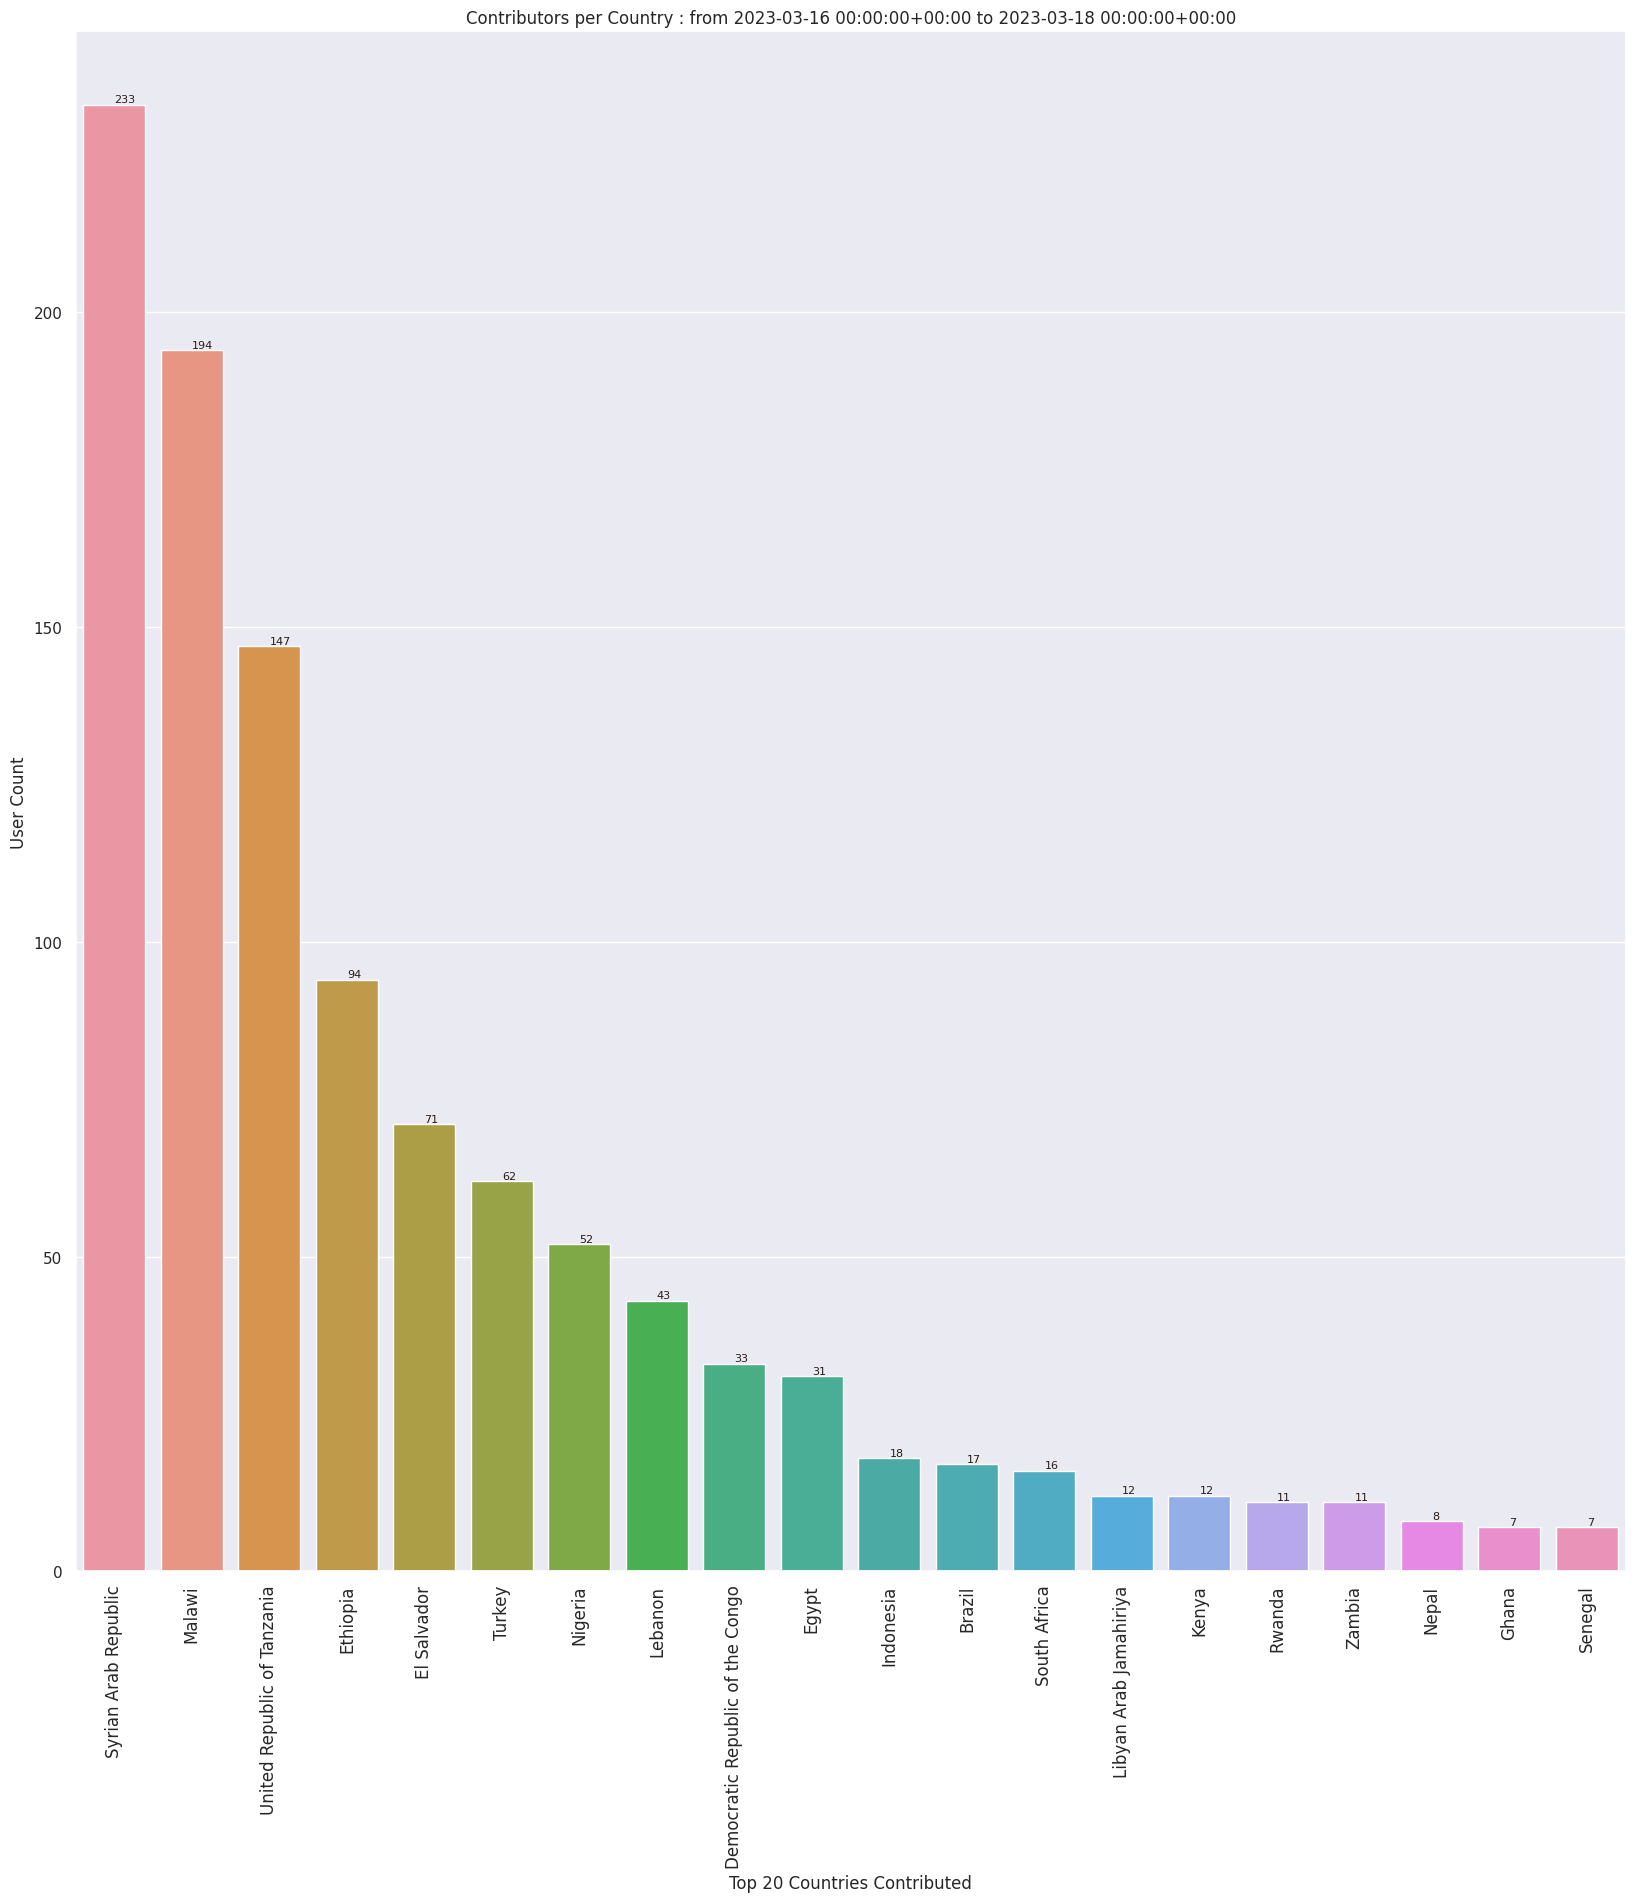 Contributors per Country : from 2023-03-16 00:00:00+00:00 to 2023-03-18 00:00:00+00:00
User Count
200
150
100
50
0
233
194
147
94
71
62
52
43
33
31
18
17
16
12
12
11
11
8
7
7
Syrian Arab Republic
Malawi
United Republic of Tanzania
Ethiopia
El Salvador
Turkey
Nigeria
Lebanon
Democratic Republic of the Congo
Egypt
Indonesia
Brazil
South Africa
Libyan Arab Jamahiriya
Kenya
Rwanda
Zambia
Nepal
Ghana
Senegal
Top 20 Countries Contributed